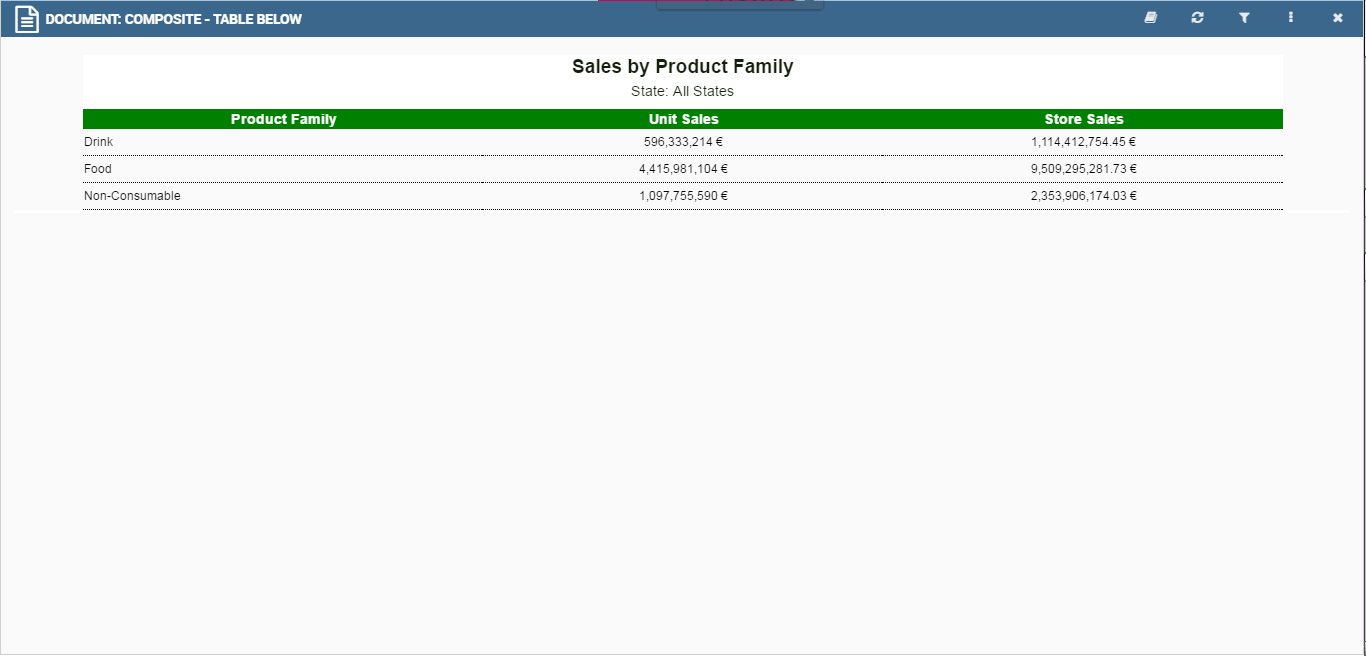 DOCUMENT: COMPOSITE - TABLE BELOW
Sales by Product Family
State: All States
Product Family Unit Sales Store Sales
Drink 596,333,214 € 1,114,412,754.45 €
Food 4,415,981,104 € 9,509,295,281.73 €
Non-Consumable 1,097,755,590 € 2,353,906,174.03 €